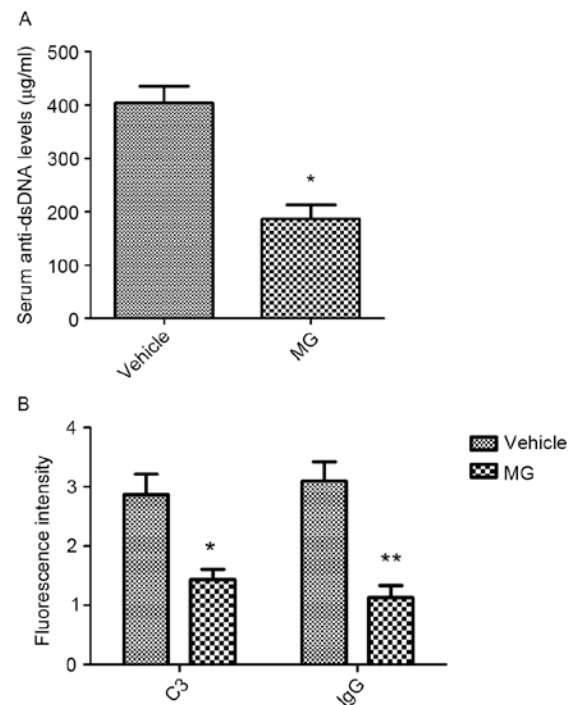 A
Serum anti-dsDNA levels (μg/ml)
500
400
300
200
100
0
*
Vehicle
MG
B
Fluorescence intensity
4
3
2
1
0
*
**
C3
IgG
Vehicle
MG